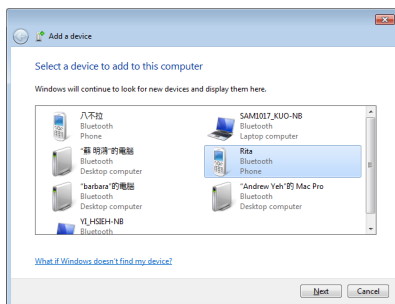 Add a device
Select a device to add to this computer
Windows will continue to look for new devices and display them here.
八不拉
Bluetooth
Phone
SAM1017_KUO-NB
Bluetooth
Laptop computer
"蘇 明鴻"的電腦
Bluetooth
Desktop computer
Rita
Bluetooth
Phone
"barbara"的電腦
Bluetooth
Desktop computer
"Andrew Yeh"的 Mac Pro
Bluetooth
Desktop computer
YI_HSIEH-NB
Bluetooth
What if Windows doesn't find my device?
Next
Cancel